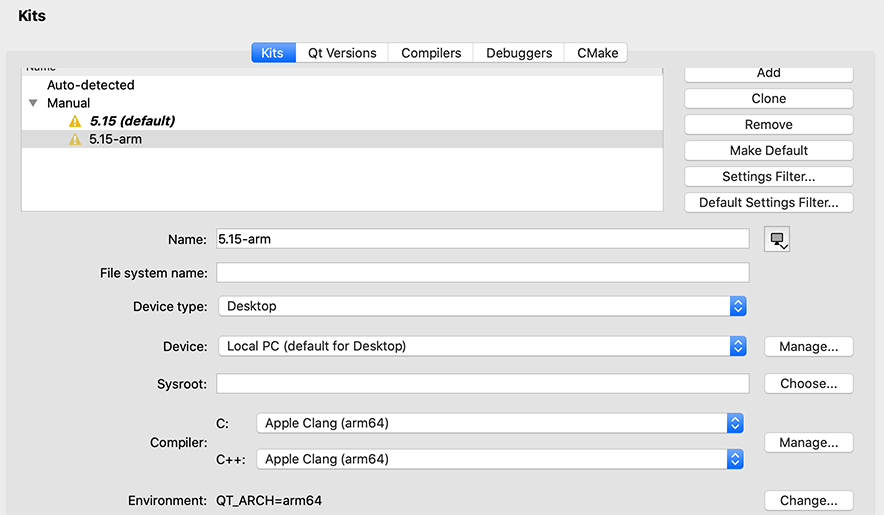 Kits
Kits Qt Versions Compilers Debuggers CMake
Name
Auto-detected
Manual
5.15 (default)
5.15-arm
Add
Clone
Remove
Make Default
Settings Filter...
Default Settings Filter...
Name: 5.15-arm
File system name:
Device type: Desktop
Device: Local PC (default for Desktop) Manage...
Sysroot: Choose...
Compiler: C: Apple Clang (arm64)
C++: Apple Clang (arm64) Manage...
Environment: QT_ARCH=arm64 Change...